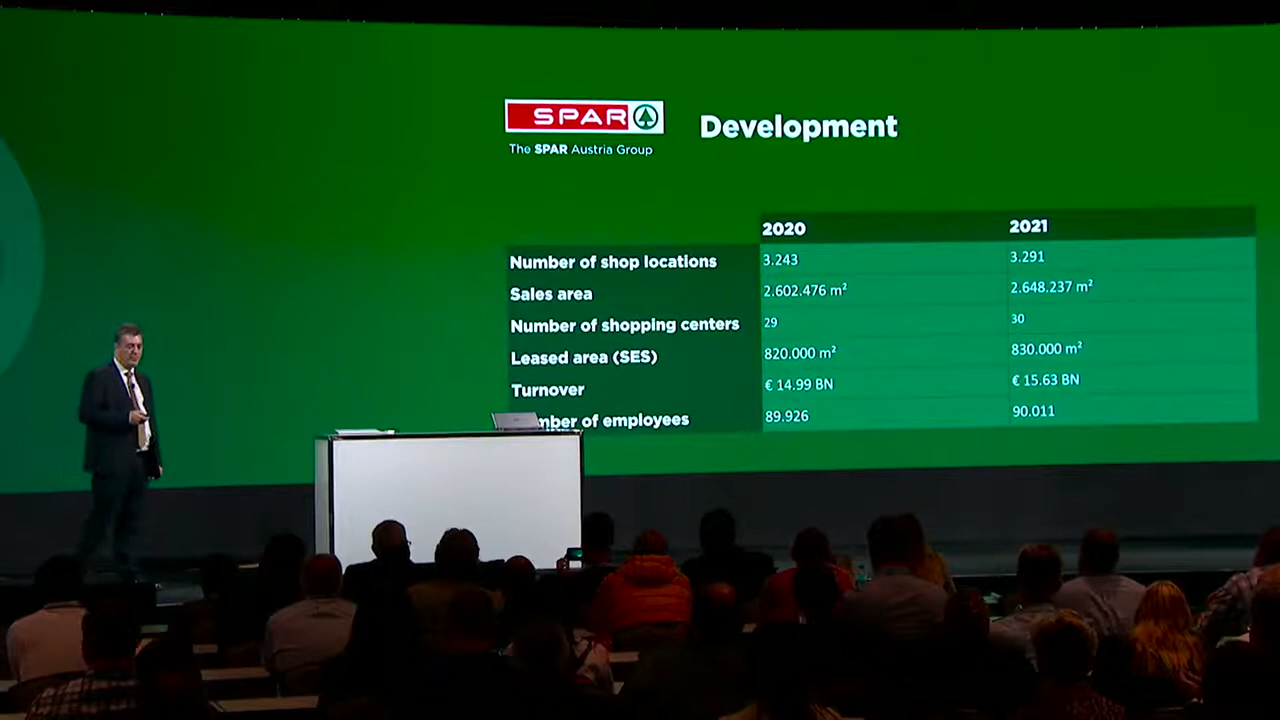 SPAR
The SPAR Austria Group
Development
2020 2021
Number of shop locations 3.243 3.291
Sales area 2.602.476 m² 2.648.237 m²
Number of shopping centers 29 30
Leased area (SES) 820.000 m² 830.000 m²
Turnover € 14.99 BN € 15.63 BN
mber of employees 89.926 90.011